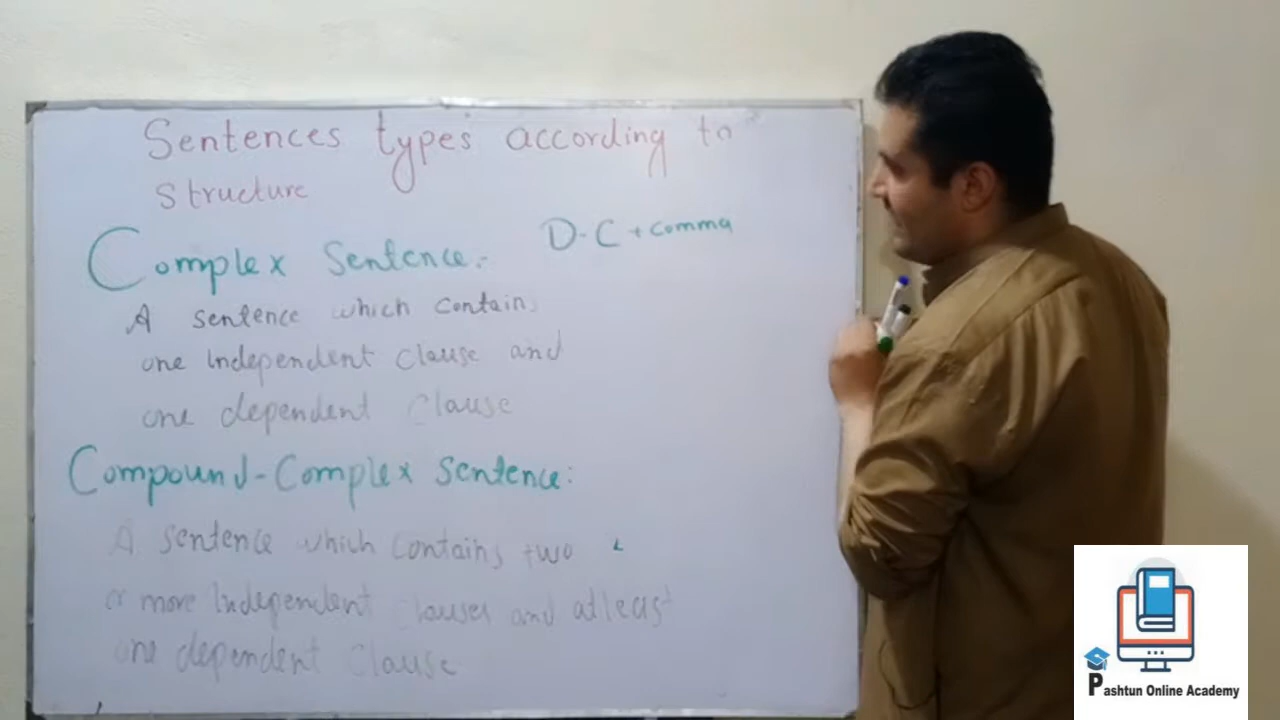 Sentences types according to
structure
Complex Sentence:-
D-C + comma
A sentence which contains
one independent clause and
one dependent clause
Compound-Complex Sentence:
A sentence which contains two
or more independent clauses and atleast
one dependent clause
Pashtun Online Academy